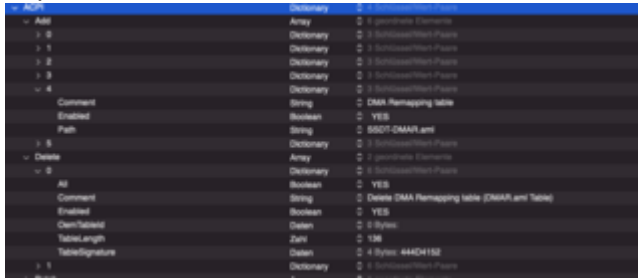 ACPI Dictionary 4 Schlüssel/Wert-Paare
Add Array 6 geordnete Elemente
0 Dictionary 3 Schlüssel/Wert-Paare
1 Dictionary 3 Schlüssel/Wert-Paare
2 Dictionary 3 Schlüssel/Wert-Paare
3 Dictionary 3 Schlüssel/Wert-Paare
4 Dictionary 3 Schlüssel/Wert-Paare
Comment String DMA Remapping table
Enabled Boolean YES
Path String SSDT-DMAR.aml
5 Dictionary 3 Schlüssel/Wert-Paare
Delete Array 2 geordnete Elemente
0 Dictionary 6 Schlüssel/Wert-Paare
All Boolean YES
Comment String Delete DMA Remapping table (DMAR.aml Table)
Enabled Boolean YES
OemTableId Daten 0 Bytes:
TableLength Zahl 136
TableSignature Daten 4 Bytes: 444D4152
1 Dictionary 6 Schlüssel/Wert-Paare